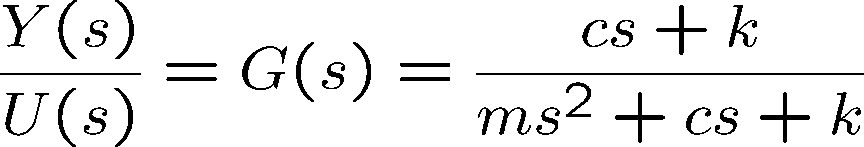 Y(s)/U(s) = G(s) = (cs + k)/(ms² + cs + k)